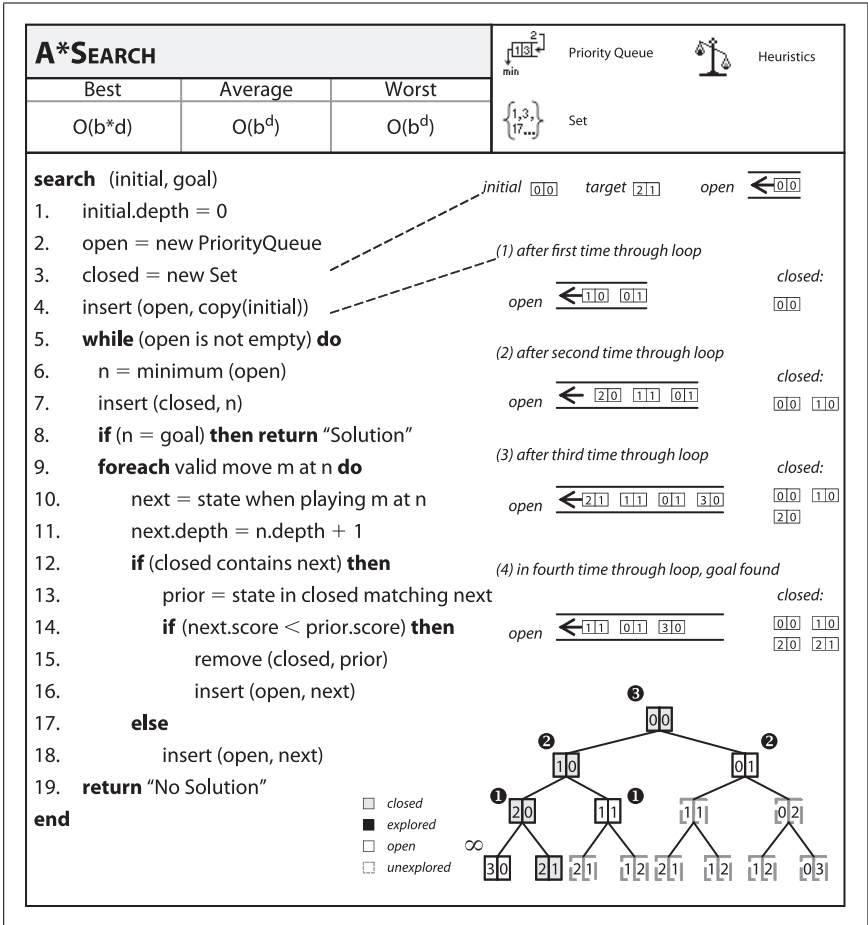 A*SEARCH
Best Average Worst
O(b*d) O(b^d) O(b^d)
2
1 3
min
Priority Queue
Heuristics
{1,3,
17...}
Set
search (initial, goal)
1. initial.depth = 0
2. open = new PriorityQueue
3. closed = new Set
4. insert (open, copy(initial))
5. while (open is not empty) do
6. n = minimum (open)
7. insert (closed, n)
8. if (n = goal) then return “Solution”
9. foreach valid move m at n do
10. next = state when playing m at n
11. next.depth = n.depth + 1
12. if (closed contains next) then
13. prior = state in closed matching next
14. if (next.score < prior.score) then
15. remove (closed, prior)
16. insert (open, next)
17. else
18. insert (open, next)
19. return “No Solution”
end
initial 0 0 target 2 1 open 0 0
(1) after first time through loop
closed:
open 1 0 0 1
0 0
(2) after second time through loop
closed:
open 2 0 1 1 0 1
0 0 1 0
(3) after third time through loop
closed:
open 2 1 1 1 0 1 3 0
0 0 1 0
2 0
(4) in fourth time through loop, goal found
closed:
open 1 1 0 1 3 0
0 0 1 0
2 0 2 1
❸
0 0
❷ ❷
1 0 0 1
❶ ❶
2 0 1 1 1 1 0 2
∞
3 0 2 1 2 1 1 2 2 1 1 2 1 2 0 3
closed
explored
open
unexplored